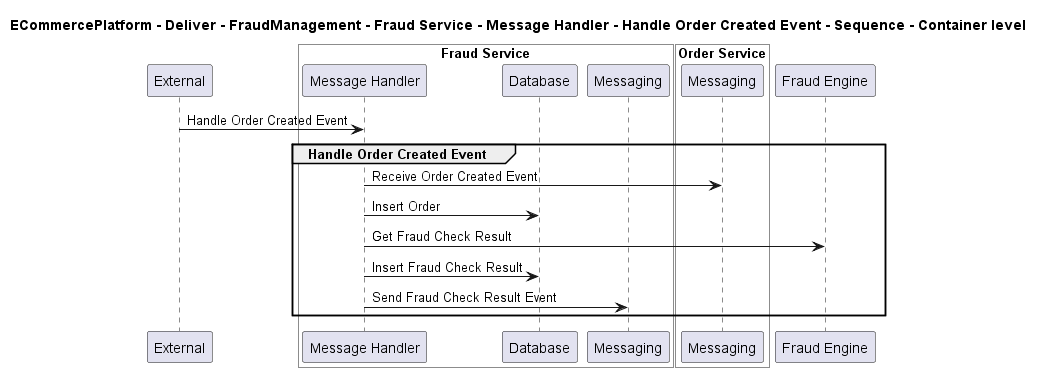 ECommercePlatform - Deliver - FraudManagement - Fraud Service - Message Handler - Handle Order Created Event - Sequence - Container level
Fraud Service
Order Service
External
Message Handler
Database
Messaging
Messaging
Fraud Engine
Handle Order Created Event
Handle Order Created Event
Receive Order Created Event
Insert Order
Get Fraud Check Result
Insert Fraud Check Result
Send Fraud Check Result Event
External
Message Handler
Database
Messaging
Messaging
Fraud Engine